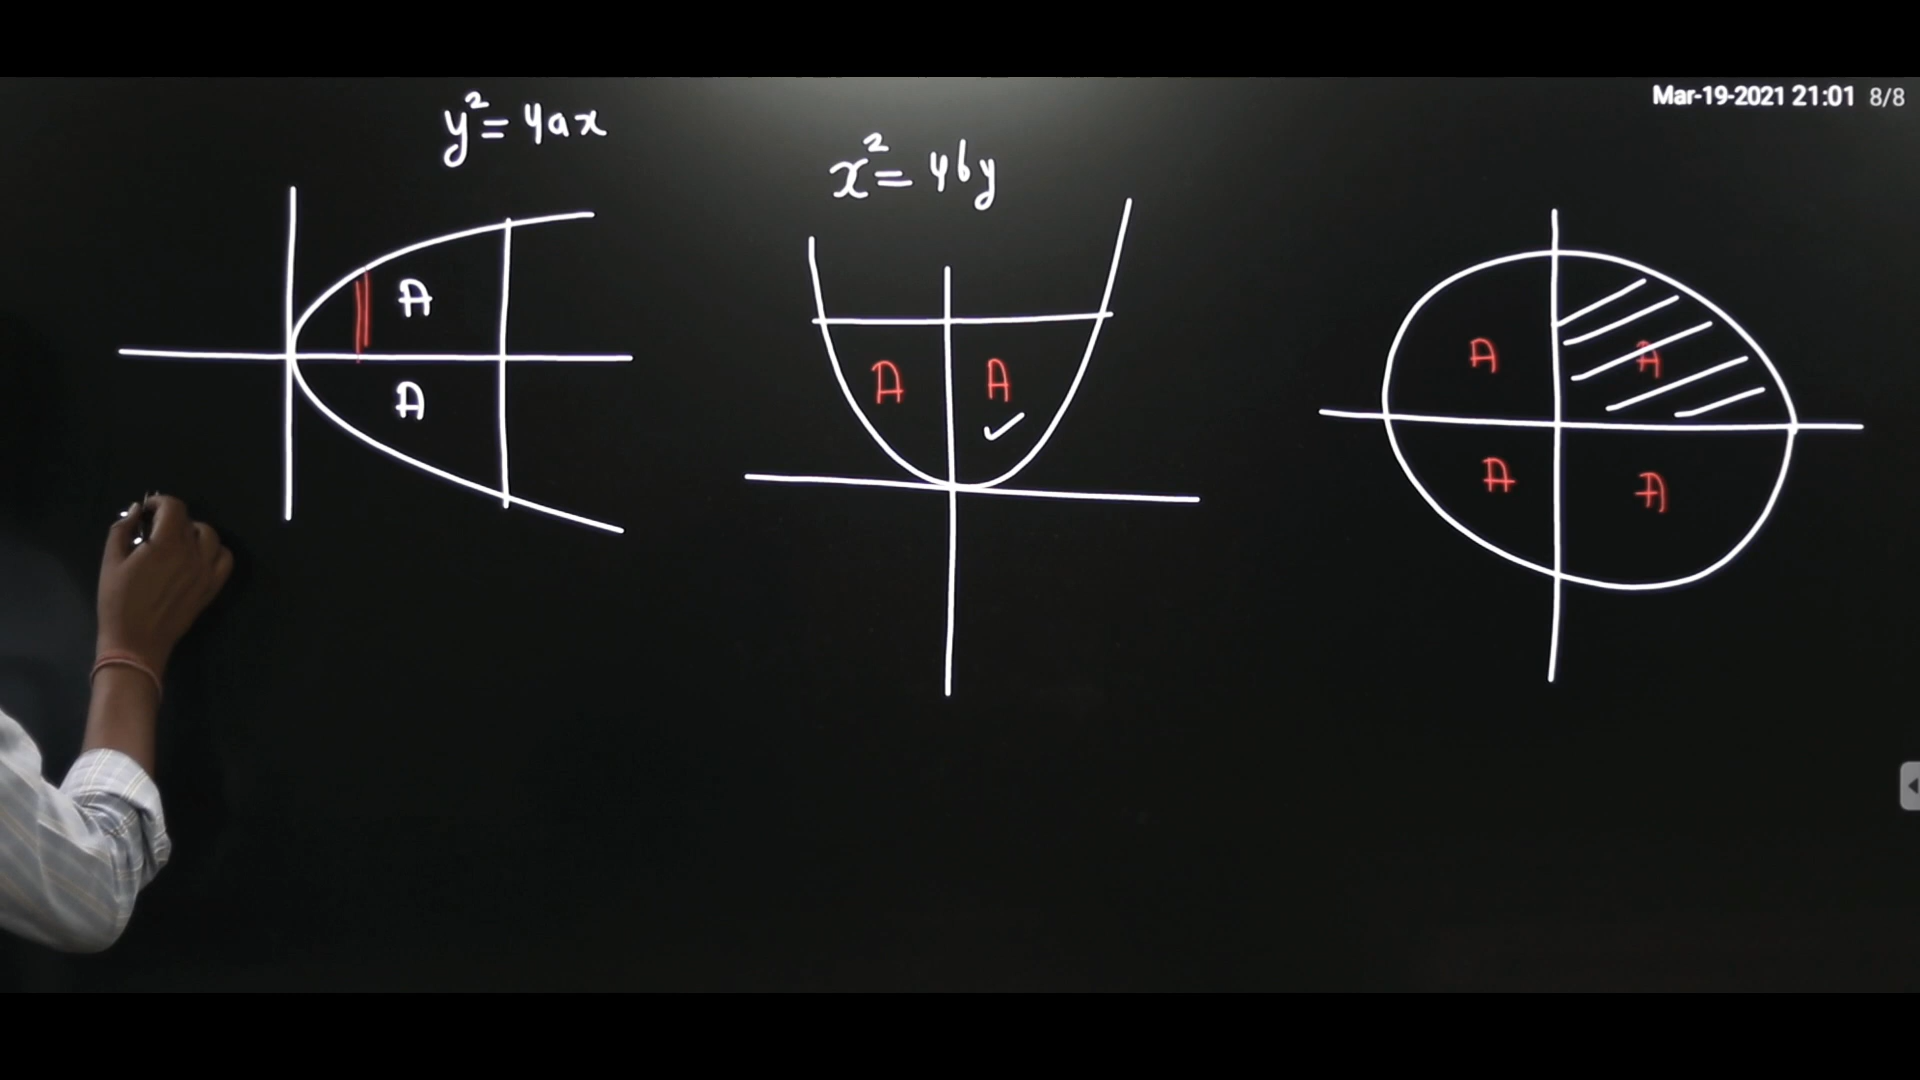 Mar-19-2021 21:01 8/8
y² = 4ax
x² = 4by
A
A
A A
A A
A A